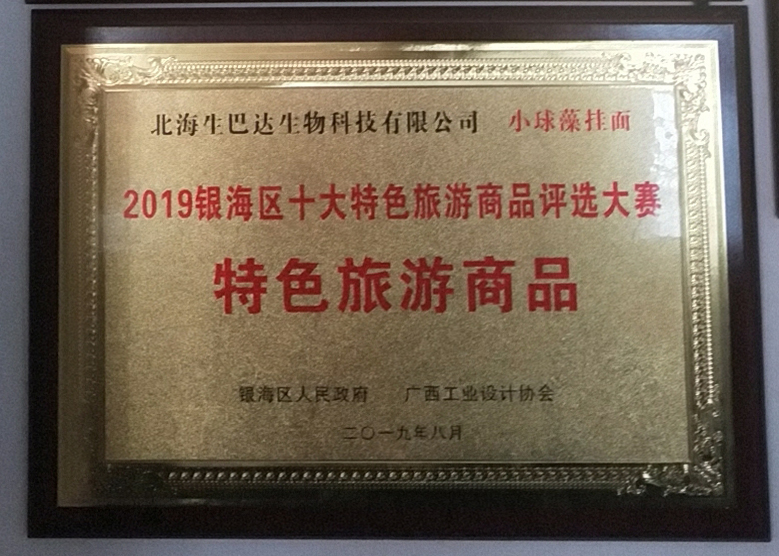 北海生巴达生物科技有限公司 小球藻挂面
2019银海区十大特色旅游商品评选大赛
特色旅游商品
银海区人民政府 广西工业设计协会
二〇一九年八月